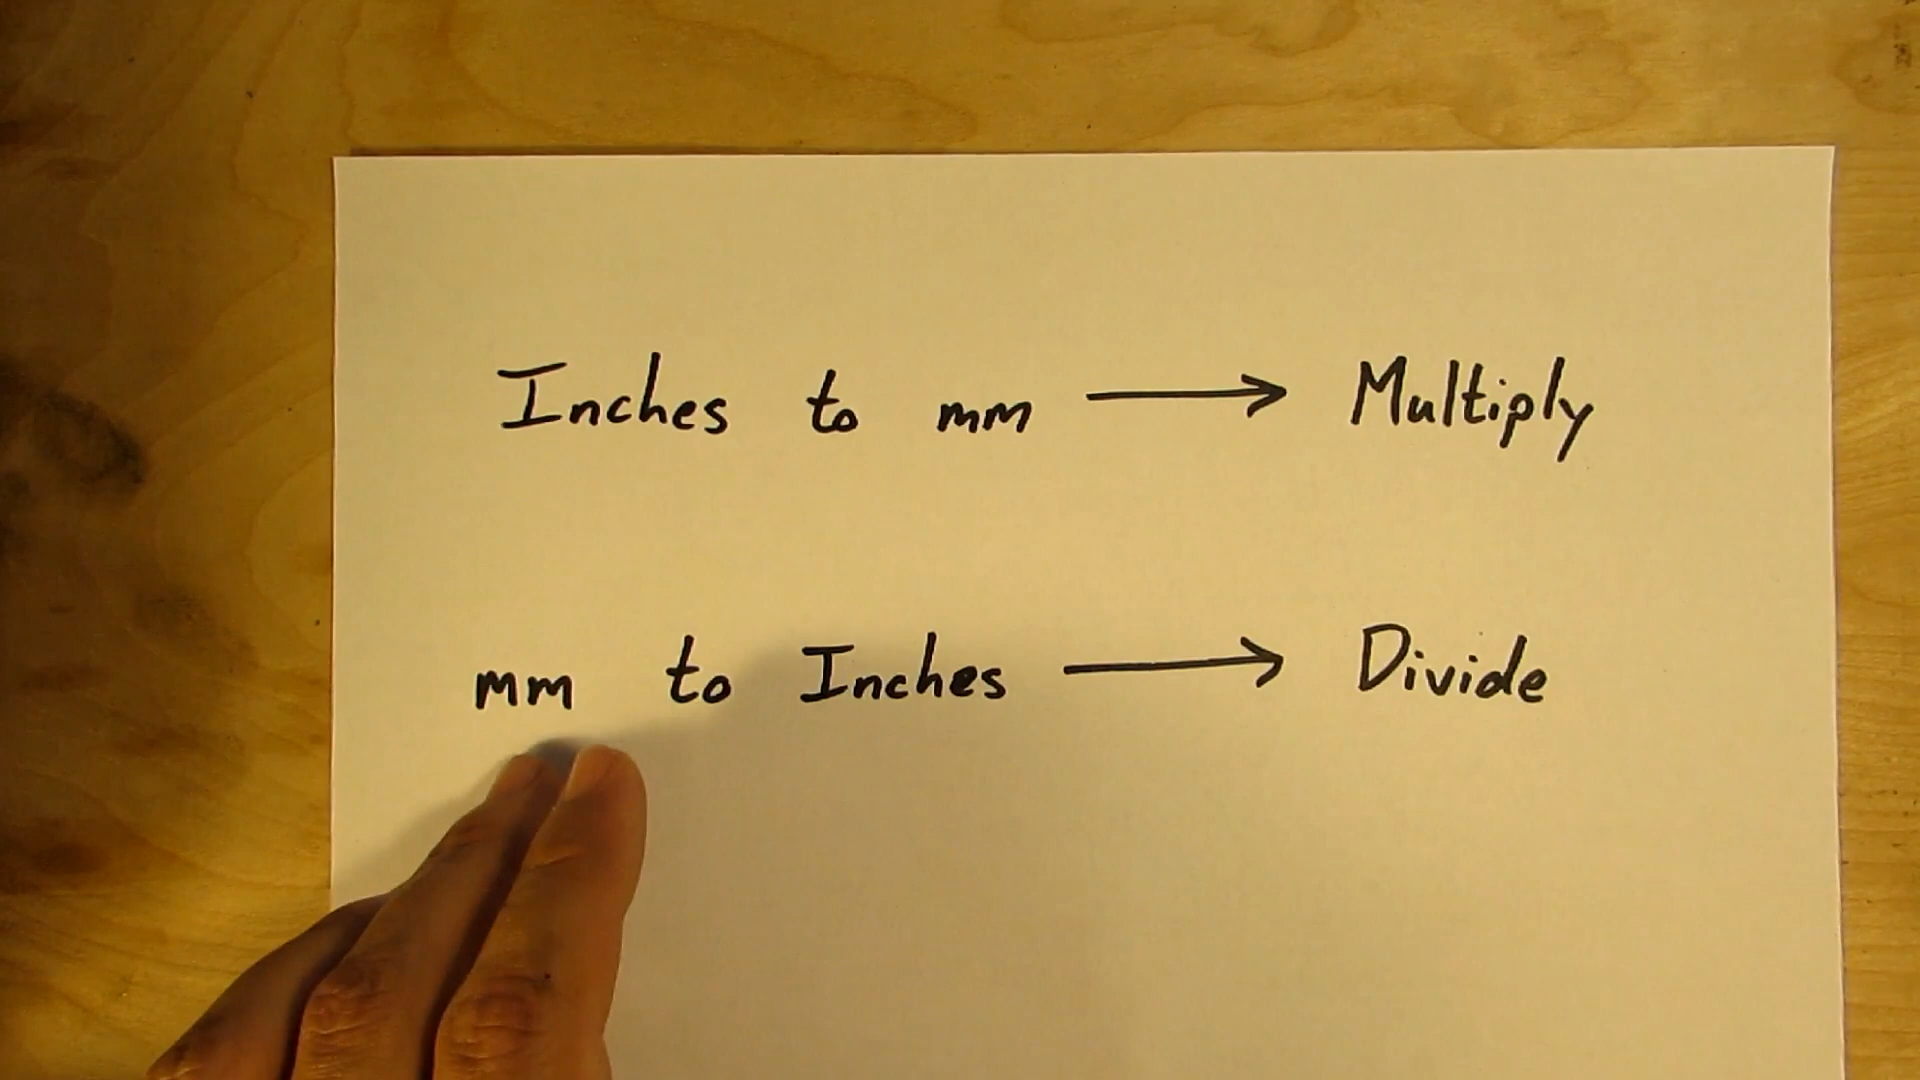 Inches to mm → Multiply
mm to Inches → Divide